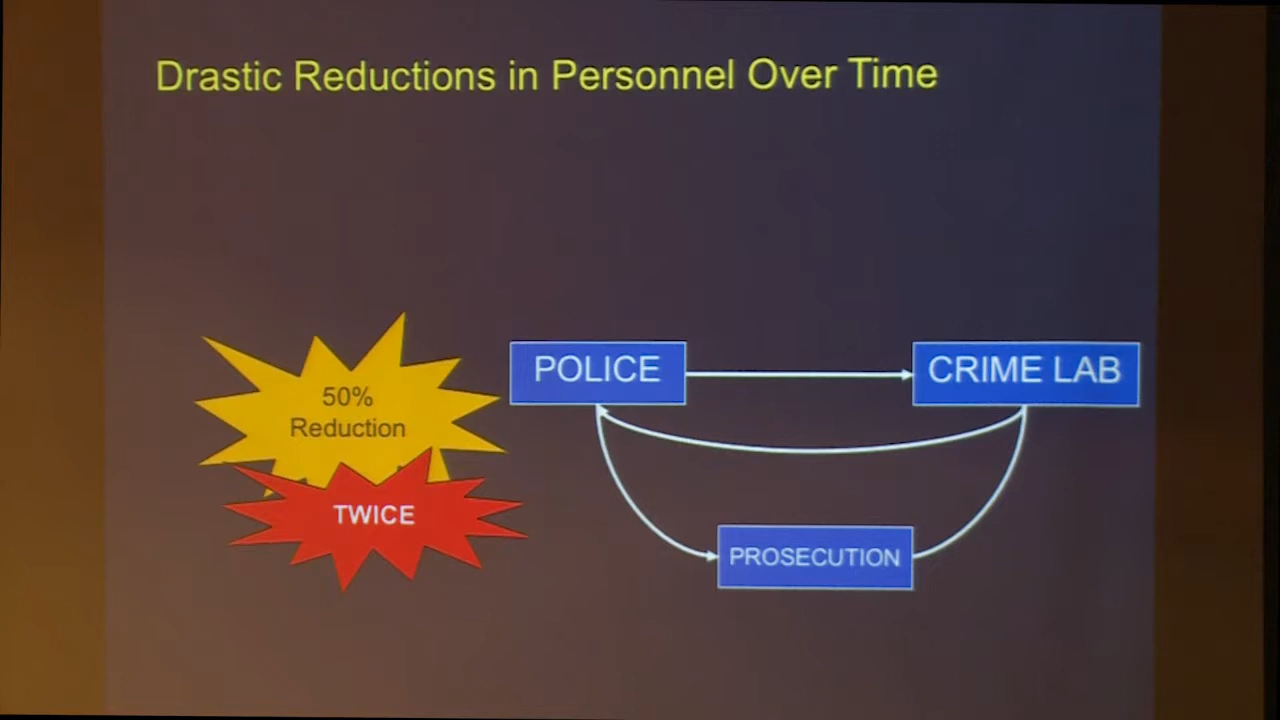 Drastic Reductions in Personnel Over Time
50%
Reduction
TWICE
POLICE
CRIME LAB
PROSECUTION